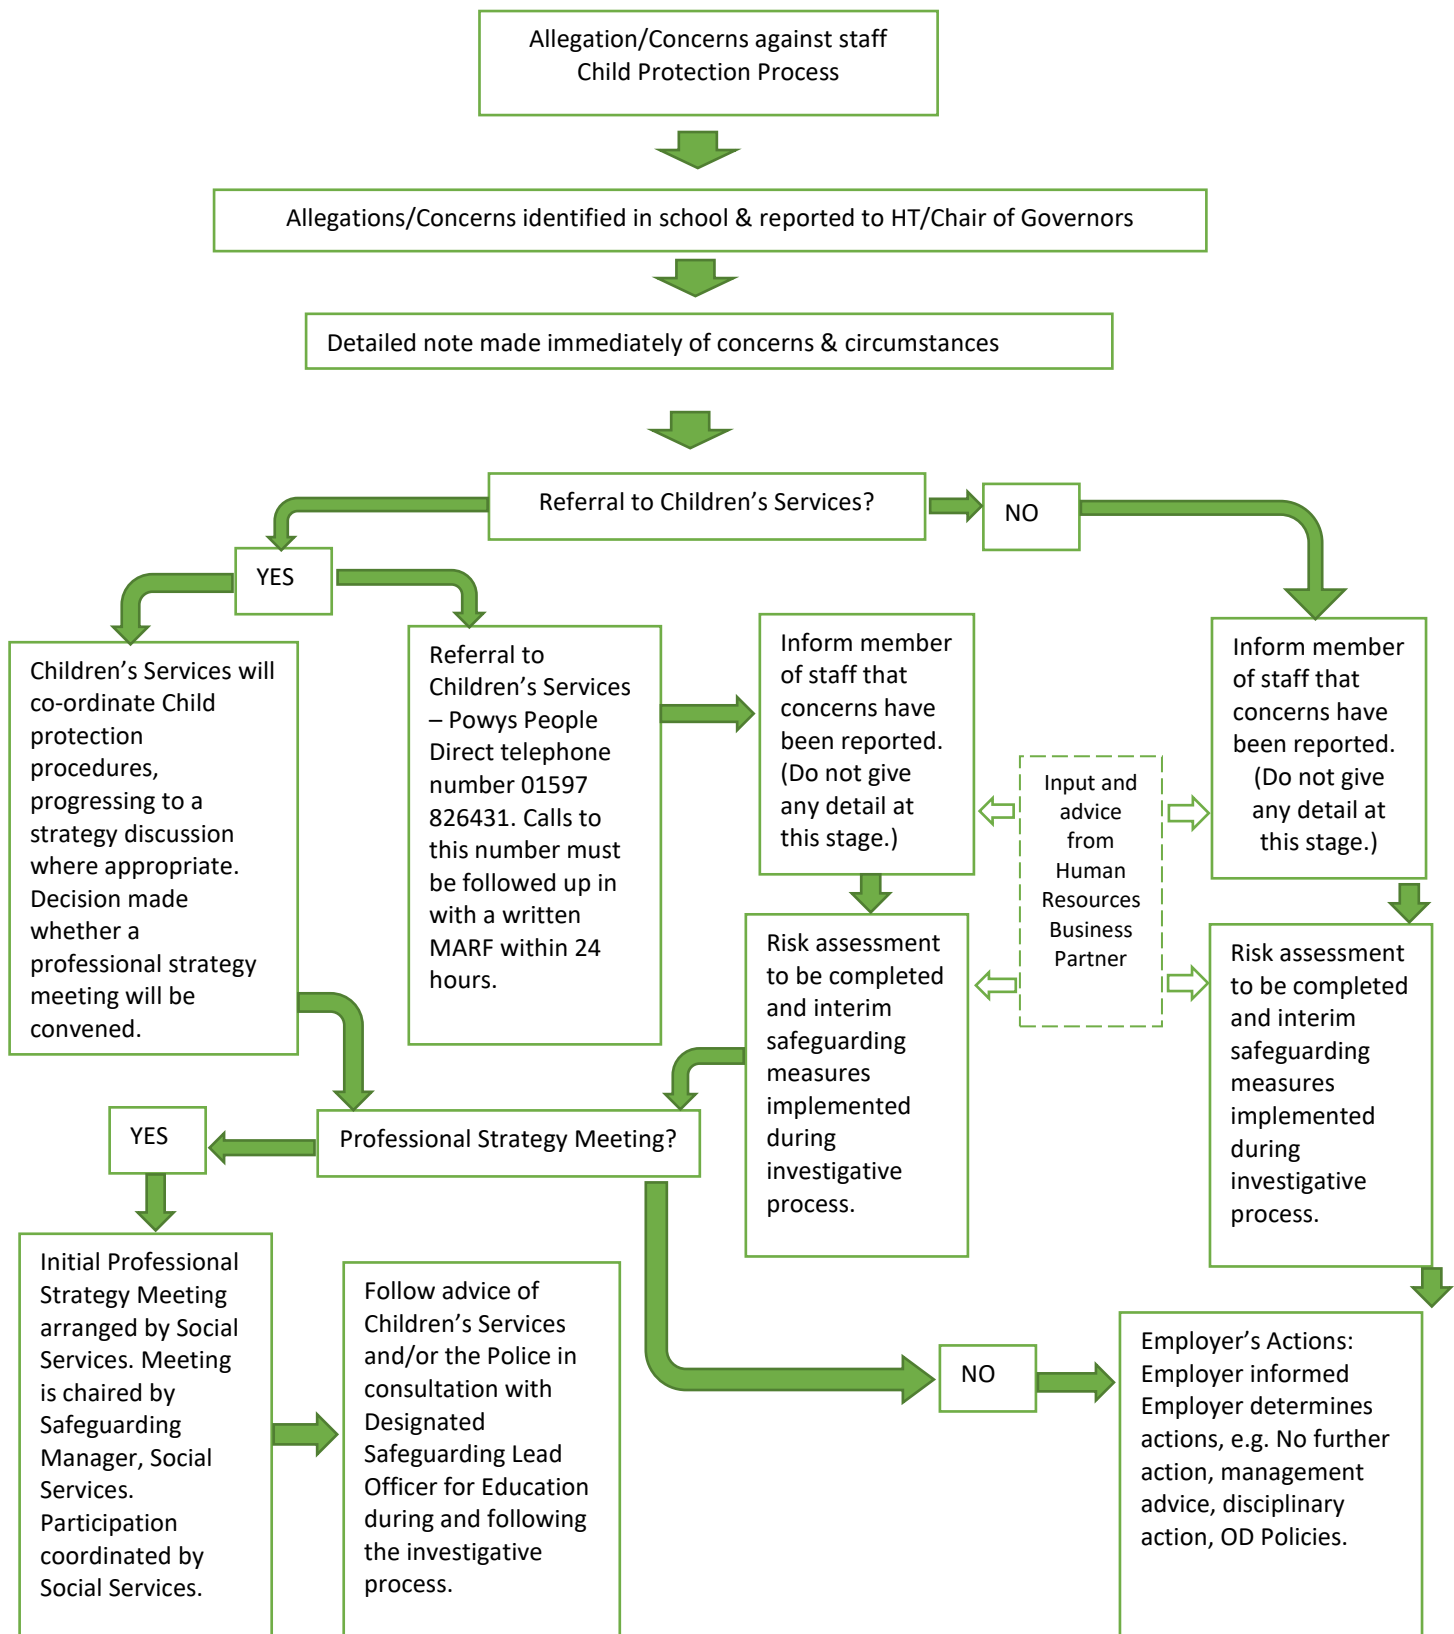 Allegation/Concerns against staff
Child Protection Process
Allegations/Concerns identified in school & reported to HT/Chair of Governors
Detailed note made immediately of concerns & circumstances
Referral to Children's Services?
NO
YES
Children's Services will
co-ordinate Child
protection
procedures,
progressing to a
strategy discussion
where appropriate.
Decision made
whether a
professional strategy
meeting will be
convened.
Referral to
Children's Services
– Powys People
Direct telephone
number 01597
826431. Calls to
this number must
be followed up in
with a written
MARF within 24
hours.
Inform member
of staff that
concerns have
been reported.
(Do not give
any detail at
this stage.)
Input and
advice
from
Human
Resources
Business
Partner
Inform member
of staff that
concerns have
been reported.
(Do not give
any detail at
this stage.)
Risk assessment
to be completed
and interim
safeguarding
measures
implemented
during
investigative
process.
Risk assessment
to be completed
and interim
safeguarding
measures
implemented
during
investigative
process.
YES
Professional Strategy Meeting?
Initial Professional
Strategy Meeting
arranged by Social
Services. Meeting
is chaired by
Safeguarding
Manager, Social
Services.
Participation
coordinated by
Social Services.
Follow advice of
Children's Services
and/or the Police in
consultation with
Designated
Safeguarding Lead
Officer for Education
during and following
the investigative
process.
NO
Employer's Actions:
Employer informed
Employer determines
actions, e.g. No further
action, management
advice, disciplinary
action, OD Policies.